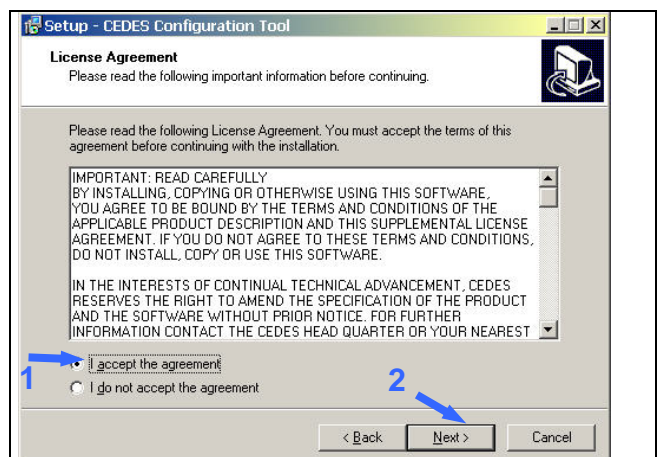 Setup - CEDES Configuration Tool
License Agreement
Please read the following important information before continuing.
Please read the following License Agreement. You must accept the terms of this
agreement before continuing with the installation.
IMPORTANT: READ CAREFULLY
BY INSTALLING, COPYING OR OTHERWISE USING THIS SOFTWARE,
YOU AGREE TO BE BOUND BY THE TERMS AND CONDITIONS OF THE
APPLICABLE PRODUCT DESCRIPTION AND THIS SUPPLEMENTAL LICENSE
AGREEMENT. IF YOU DO NOT AGREE TO THESE TERMS AND CONDITIONS,
DO NOT INSTALL, COPY OR USE THIS SOFTWARE.
IN THE INTERESTS OF CONTINUAL TECHNICAL ADVANCEMENT, CEDES
RESERVES THE RIGHT TO AMEND THE SPECIFICATION OF THE PRODUCT
AND THE SOFTWARE WITHOUT PRIOR NOTICE. FOR FURTHER
INFORMATION CONTACT THE CEDES HEAD QUARTER OR YOUR NEAREST
1
I accept the agreement
I do not accept the agreement
2
< Back
Next >
Cancel